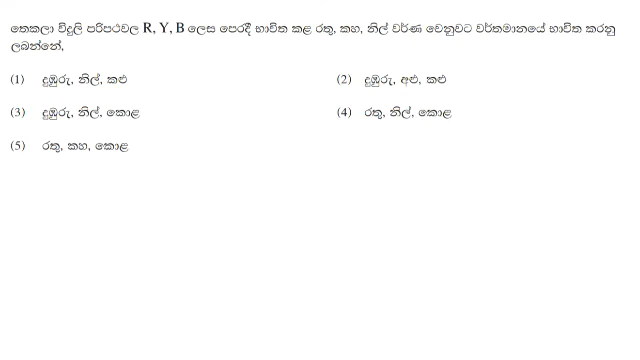 තෙකලා විදුලි පරිපථවල R, Y, B ලෙස පෙරදී භාවිත කළ රතු, කහ, නිල් වර්ණ වෙනුවට වර්තමානයේ භාවිත කරනු
ලබන්නේ,
(1) දුඹුරු, නිල්, කළු (2) දුඹුරු, අළු, කළු
(3) දුඹුරු, නිල්, කොළ (4) රතු, නිල්, කොළ
(5) රතු, කහ, කොළ